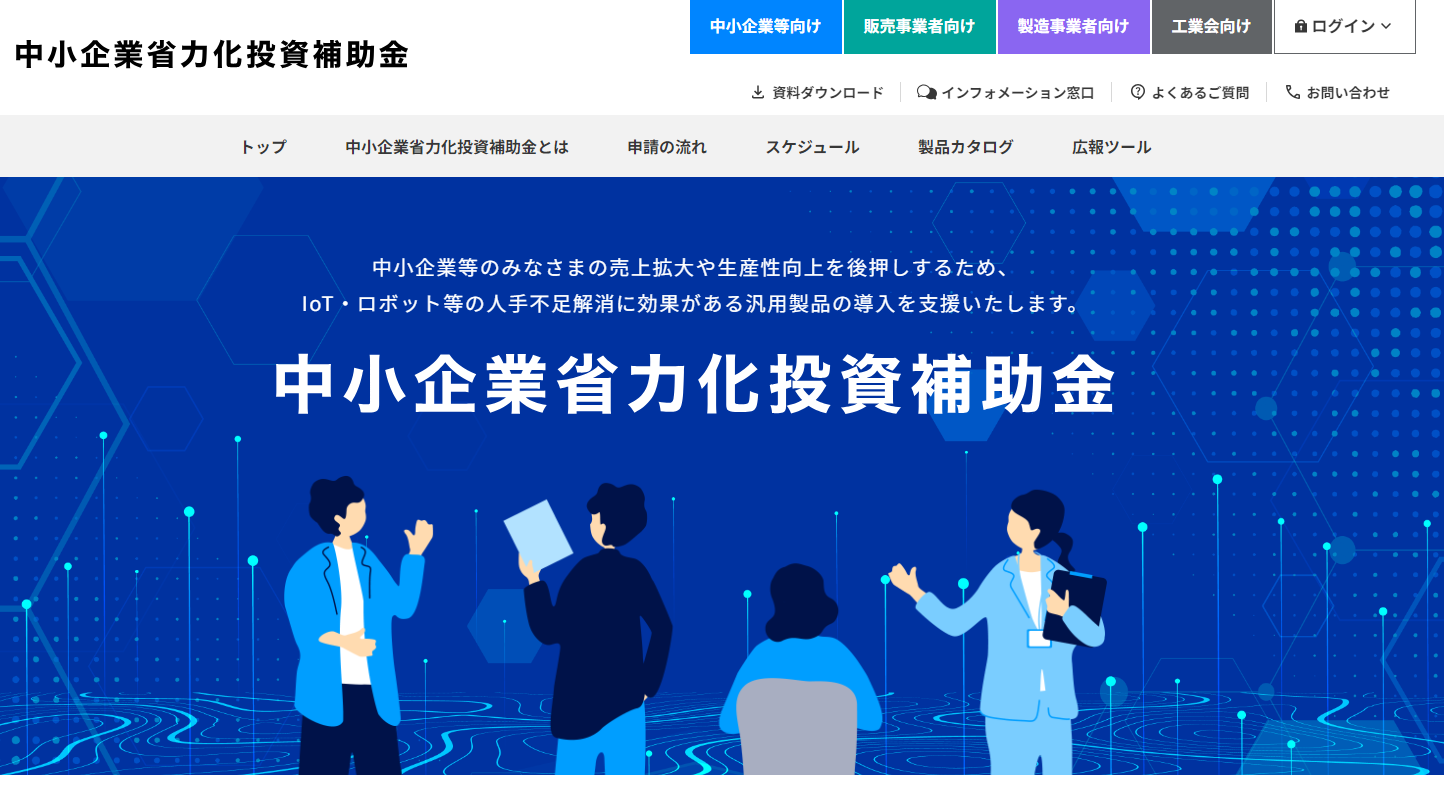 中小企業省力化投資補助金
中小企業等向け 販売事業者向け 製造事業者向け 工業会向け ログイン
資料ダウンロード インフォメーション窓口 よくあるご質問 お問い合わせ
トップ 中小企業省力化投資補助金とは 申請の流れ スケジュール 製品カタログ 広報ツール
中小企業等のみなさまの売上拡大や生産性向上を後押しするため、
IoT・ロボット等の人手不足解消に効果がある汎用製品の導入を支援いたします。
中小企業省力化投資補助金